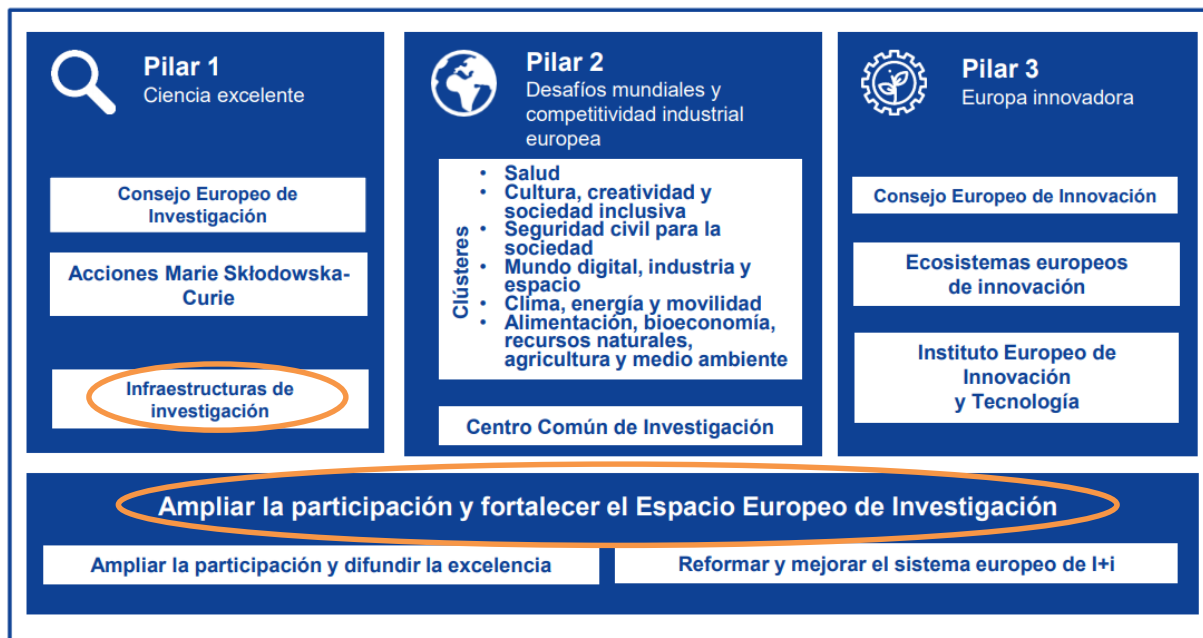 Pilar 1
Ciencia excelente
Consejo Europeo de
Investigación
Acciones Marie Skłodowska-
Curie
Infraestructuras de
investigación
Pilar 2
Desafíos mundiales y
competitividad industrial
europea
Clústeres
• Salud
• Cultura, creatividad y
sociedad inclusiva
• Seguridad civil para la
sociedad
• Mundo digital, industria y
espacio
• Clima, energía y movilidad
• Alimentación, bioeconomía,
recursos naturales,
agricultura y medio ambiente
Centro Común de Investigación
Pilar 3
Europa innovadora
Consejo Europeo de Innovación
Ecosistemas europeos
de innovación
Instituto Europeo de
Innovación
y Tecnología
Ampliar la participación y fortalecer el Espacio Europeo de Investigación
Ampliar la participación y difundir la excelencia
Reformar y mejorar el sistema europeo de I+i